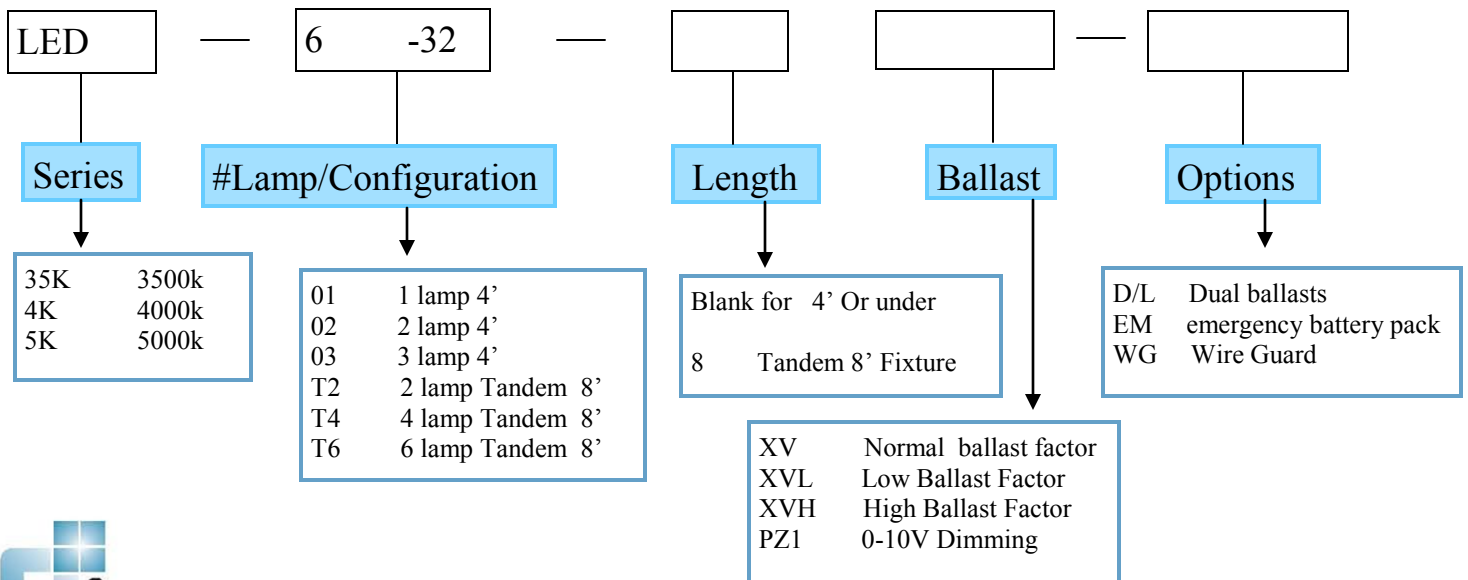 LED — 6 -32 — —
Series #Lamp/Configuration Length Ballast Options
35K 3500k
4K 4000k
5K 5000k
01 1 lamp 4’
02 2 lamp 4’
03 3 lamp 4’
T2 2 lamp Tandem 8’
T4 4 lamp Tandem 8’
T6 6 lamp Tandem 8’
Blank for 4’ Or under
8 Tandem 8’ Fixture
D/L Dual ballasts
EM emergency battery pack
WG Wire Guard
XV Normal ballast factor
XVL Low Ballast Factor
XVH High Ballast Factor
PZ1 0-10V Dimming